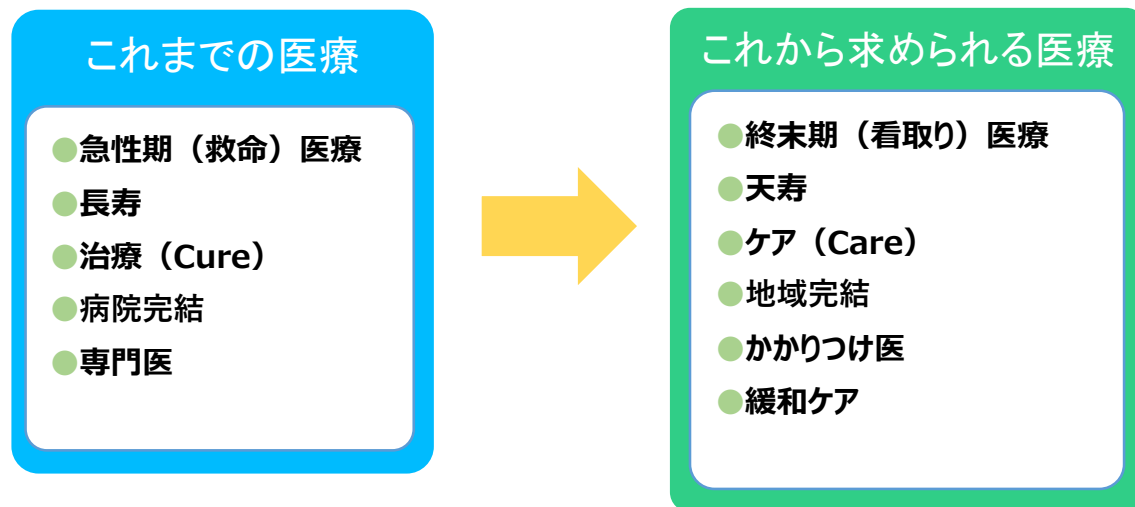 これまでの医療
●急性期（救命）医療
●長寿
●治療（Cure）
●病院完結
●専門医
これから求められる医療
●終末期（看取り）医療
●天寿
●ケア（Care）
●地域完結
●かかりつけ医
●緩和ケア